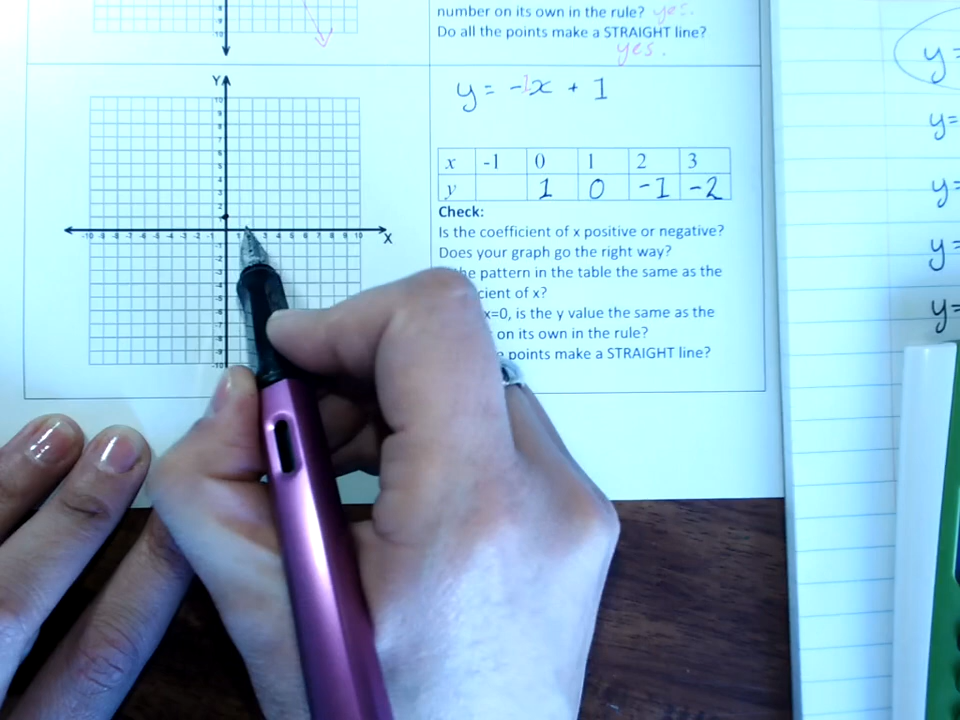 number on its own in the rule? yes.
Do all the points make a STRAIGHT line?
yes.
Y
y = -1x + 1
x -1 0 1 2 3
y 1 0 -1 -2
Check:
Is the coefficient of x positive or negative?
Does your graph go the right way?
the pattern in the table the same as the
cient of x?
x=0, is the y value the same as the
on its own in the rule?
points make a STRAIGHT line?
X
y=
y=
y=
y=
y=